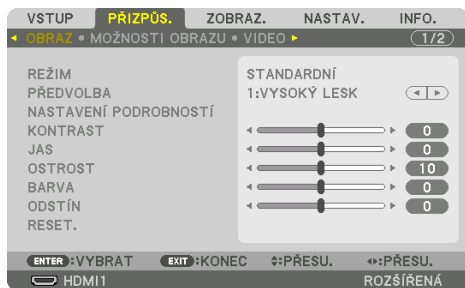 VSTUP PŘIZPŮS. ZOBRAZ. NASTAV. INFO.
OBRAZ • MOŽNOSTI OBRAZU • VIDEO 1/2
REŽIM STANDARDNÍ
PŘEDVOLBA 1:VYSOKÝ LESK
NASTAVENÍ PODROBNOSTÍ
KONTRAST 0
JAS 0
OSTROST 10
BARVA 0
ODSTÍN 0
RESET.
ENTER :VYBRAT EXIT :KONEC :PŘESU. :PŘESU.
HDMI1 ROZŠÍŘENÁ